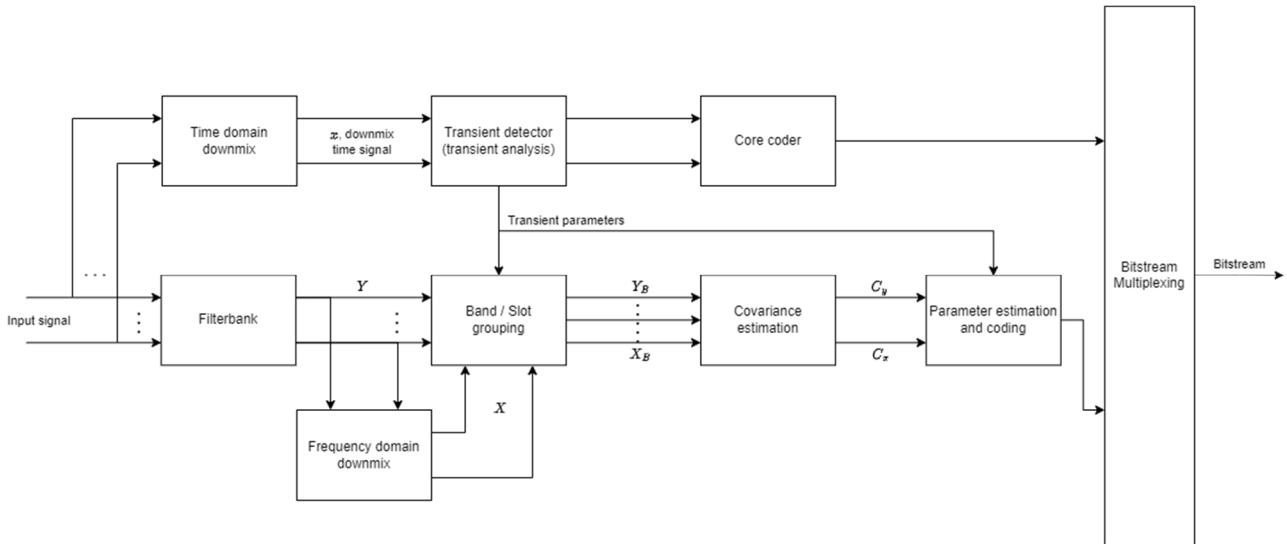 Time domain
downmix
x, downmix
time signal
Transient detector
(transient analysis)
Core coder
Transient parameters
...
Input signal
⋮
Filterbank
Y
⋮
Band / Slot
grouping
Y_B
⋮
X_B
Covariance
estimation
C_y
C_x
Parameter estimation
and coding
Bitstream
Multiplexing
Bitstream
X
Frequency domain
downmix